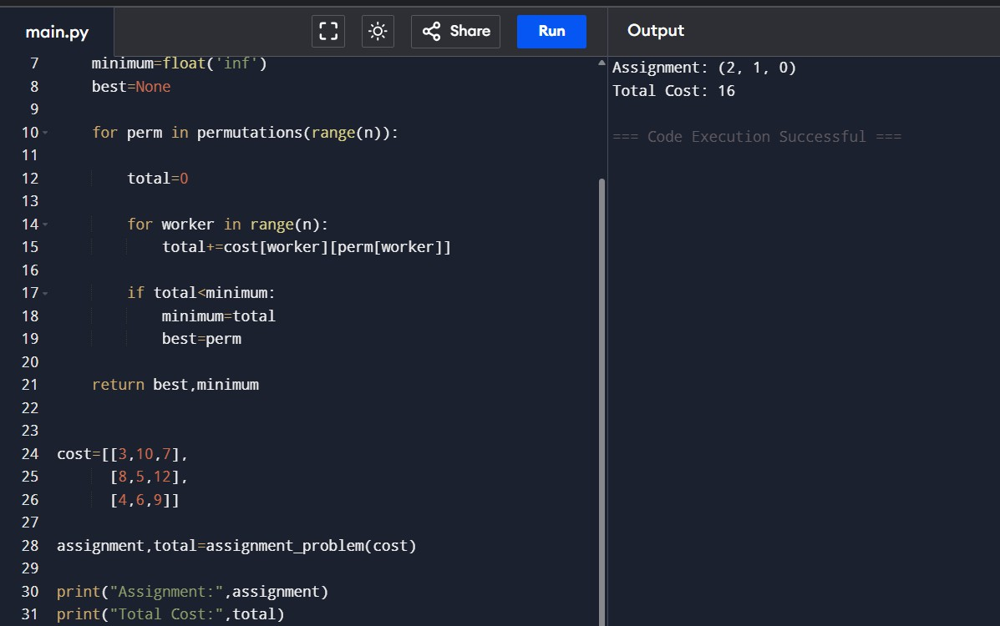 main.py
Share
Run
Output
7 minimum=float('inf')
8 best=None
9
10 for perm in permutations(range(n)):
11
12 total=0
13
14 for worker in range(n):
15 total+=cost[worker][perm[worker]]
16
17 if total<minimum:
18 minimum=total
19 best=perm
20
21 return best,minimum
22
23
24 cost=[[3,10,7],
25 [8,5,12],
26 [4,6,9]]
27
28 assignment,total=assignment_problem(cost)
29
30 print("Assignment:",assignment)
31 print("Total Cost:",total)
Assignment: (2, 1, 0)
Total Cost: 16
=== Code Execution Successful ===